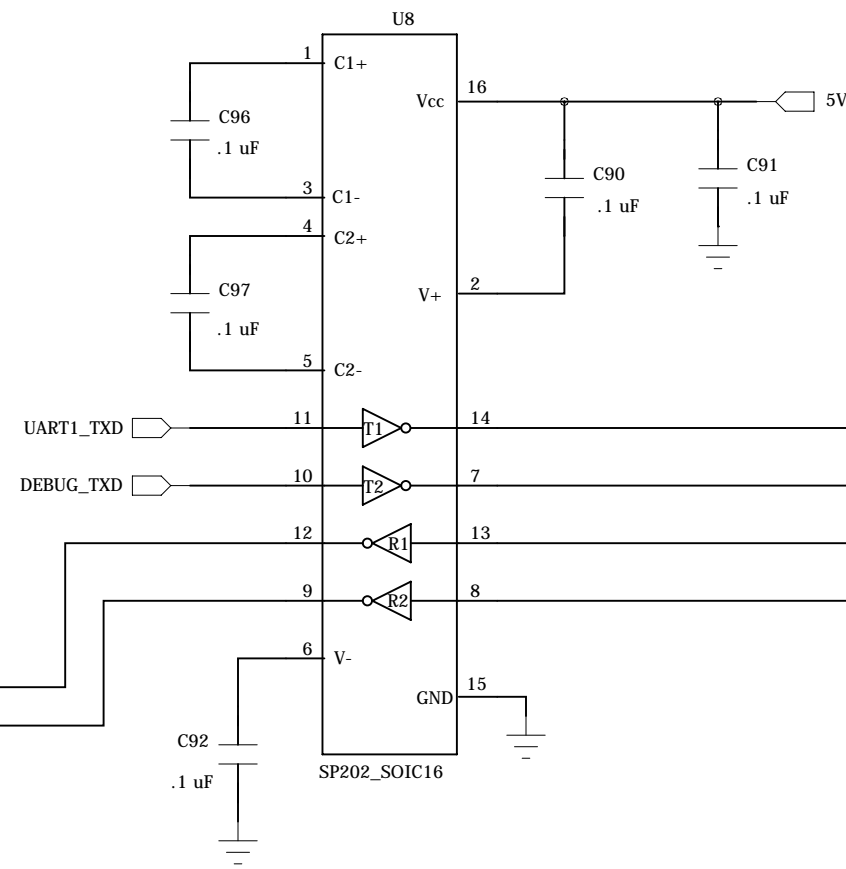 U8
1
C1+
16
Vcc
5V
C96
.1 uF
C90
.1 uF
C91
.1 uF
3
C1-
4
C2+
2
V+
C97
.1 uF
5
C2-
UART1_TXD
11
T1
14
DEBUG_TXD
10
T2
7
12
R1
13
9
R2
8
6
V-
15
GND
C92
.1 uF
SP202_SOIC16